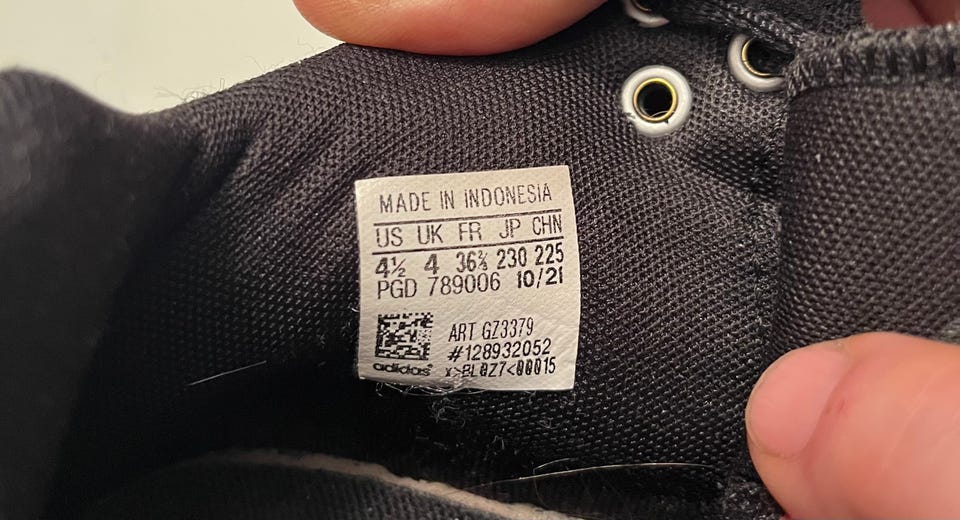 MADE IN INDONESIA
US UK FR JP CHN
4½ 4 36⅔ 230 225
PGD 789006 10/21
ART GZ3379
#128932052
adidas x>BL0Z7<00015